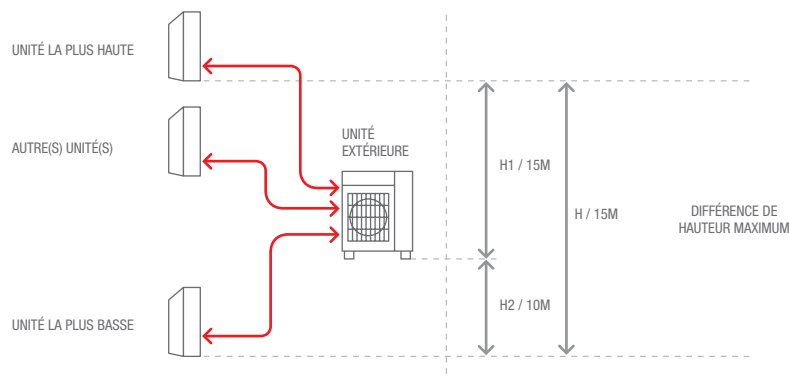 UNITÉ LA PLUS HAUTE
AUTRE(S) UNITÉ(S)
UNITÉ
EXTÉRIEURE
H1 / 15M
H / 15M
DIFFÉRENCE DE
HAUTEUR MAXIMUM
H2 / 10M
UNITÉ LA PLUS BASSE